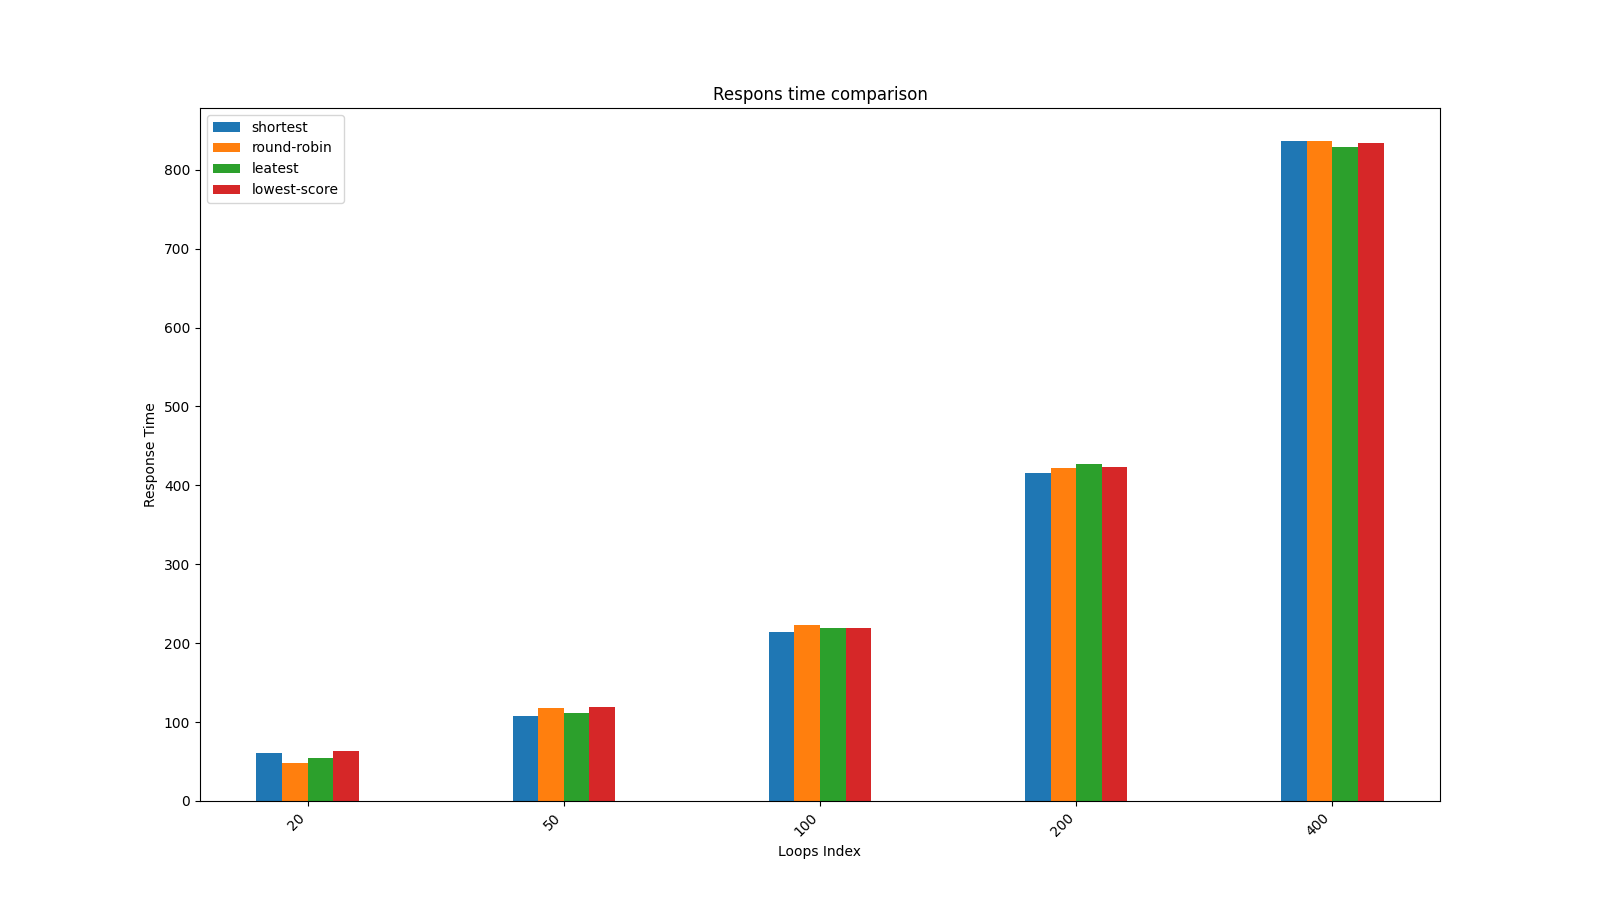 Respons time comparison
shortest
round-robin
leatest
lowest-score
Response Time
800
700
600
500
400
300
200
100
0
20
50
100
200
400
Loops Index